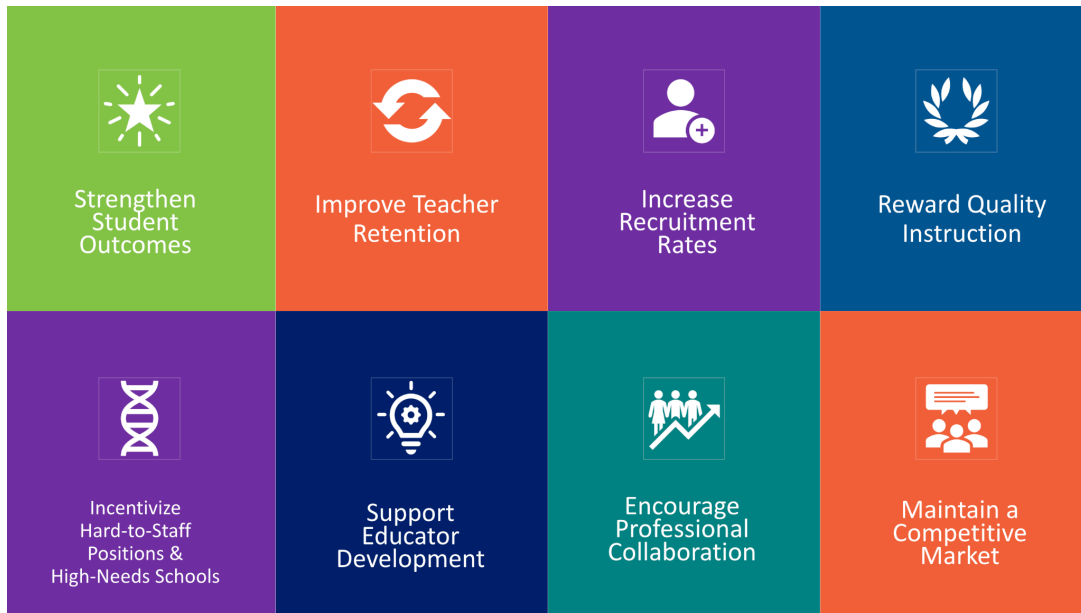 Strengthen
Student
Outcomes
Improve Teacher
Retention
Increase
Recruitment
Rates
Reward Quality
Instruction
Incentivize
Hard-to-Staff
Positions &
High-Needs Schools
Support
Educator
Development
Encourage
Professional
Collaboration
Maintain a
Competitive
Market